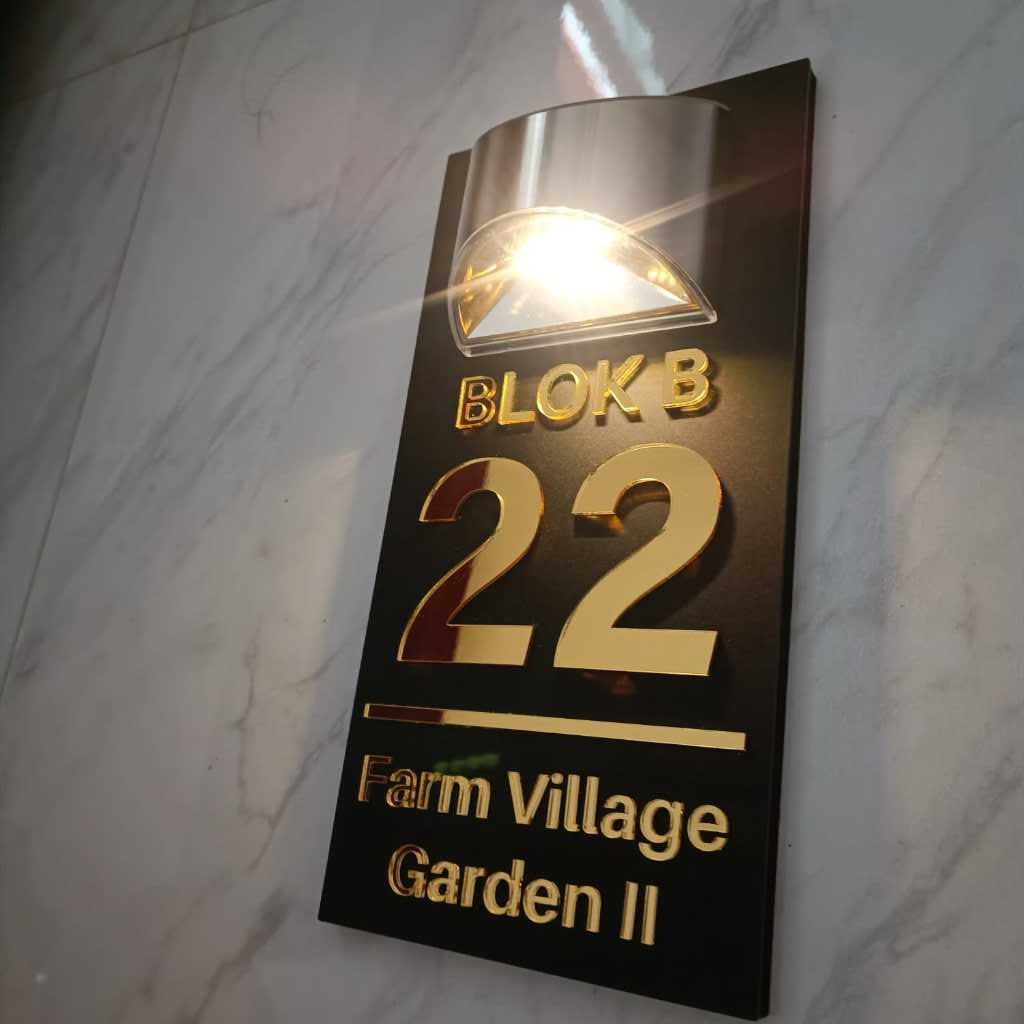 BLOK B
22
Farm Village
Garden II